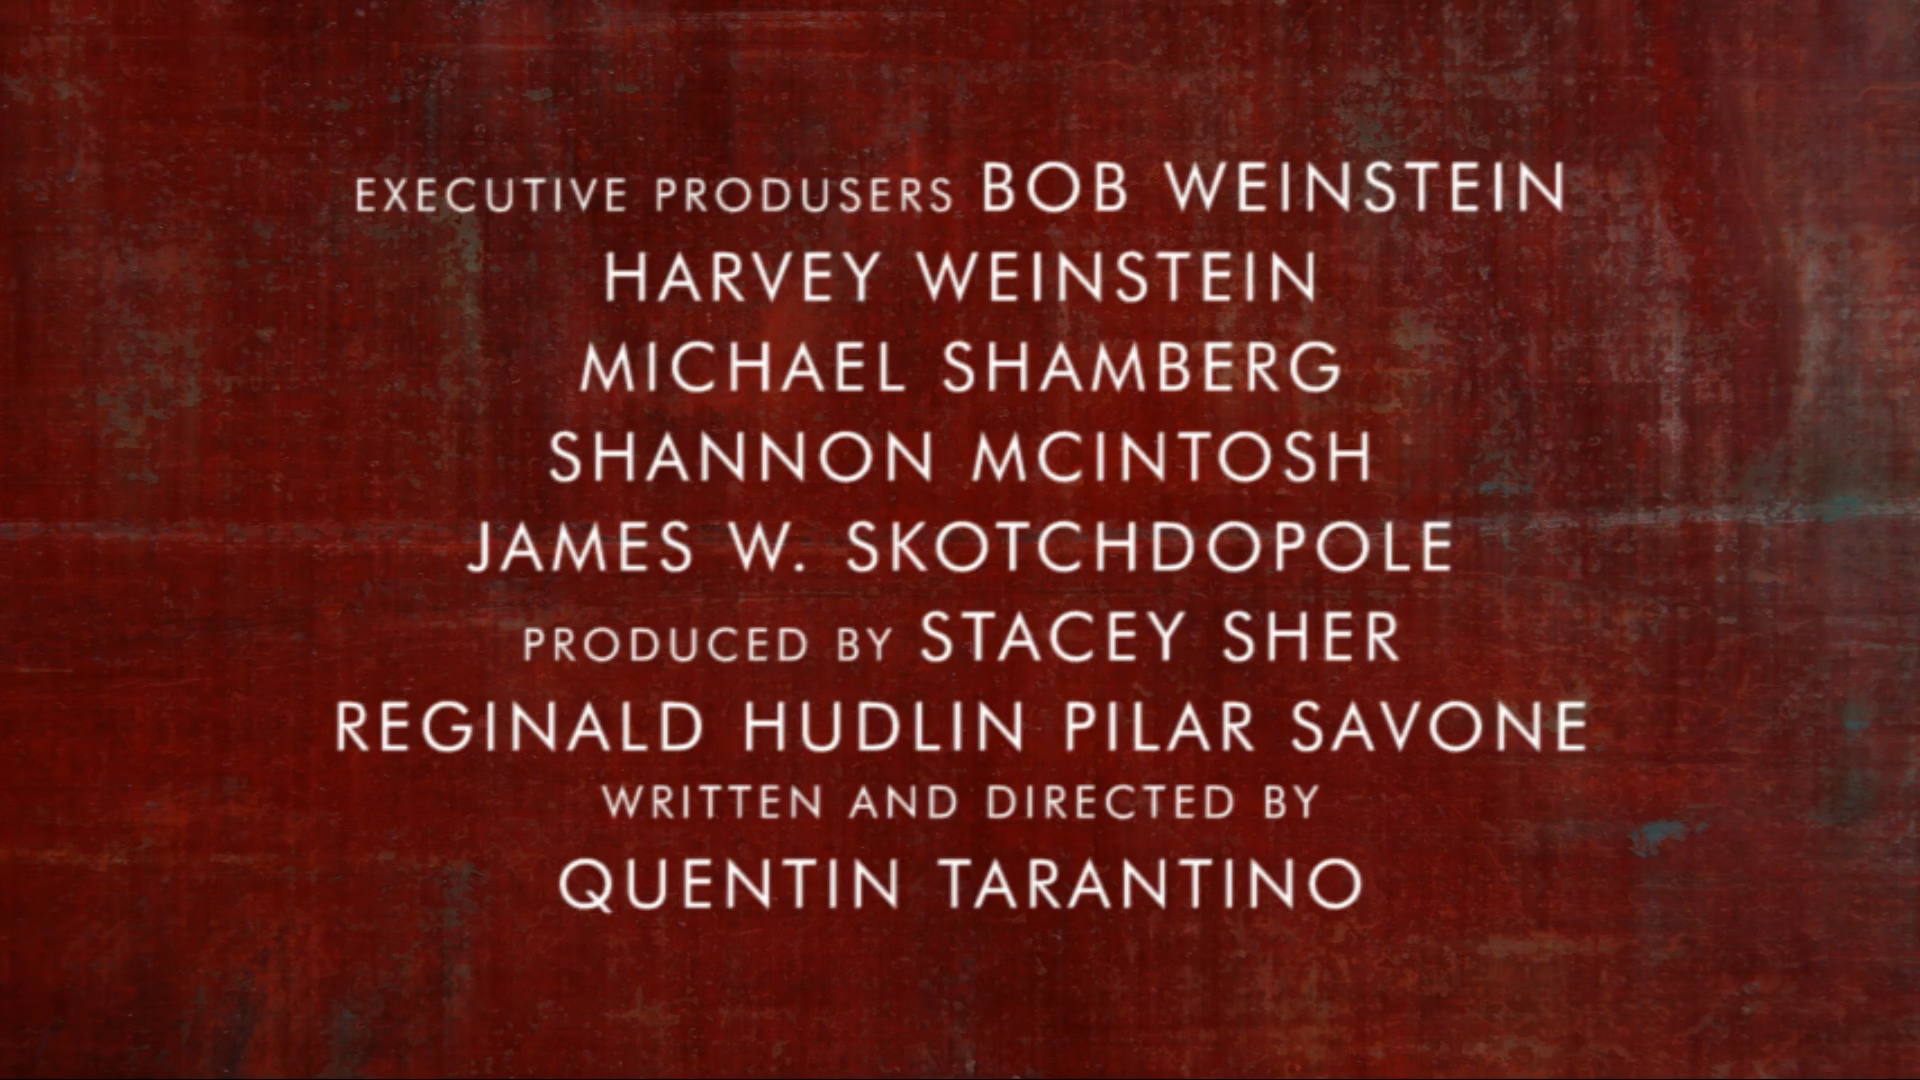 EXECUTIVE PRODUSERS BOB WEINSTEIN
HARVEY WEINSTEIN
MICHAEL SHAMBERG
SHANNON MCINTOSH
JAMES W. SKOTCHDOPOLE
PRODUCED BY STACEY SHER
REGINALD HUDLIN PILAR SAVONE
WRITTEN AND DIRECTED BY
QUENTIN TARANTINO